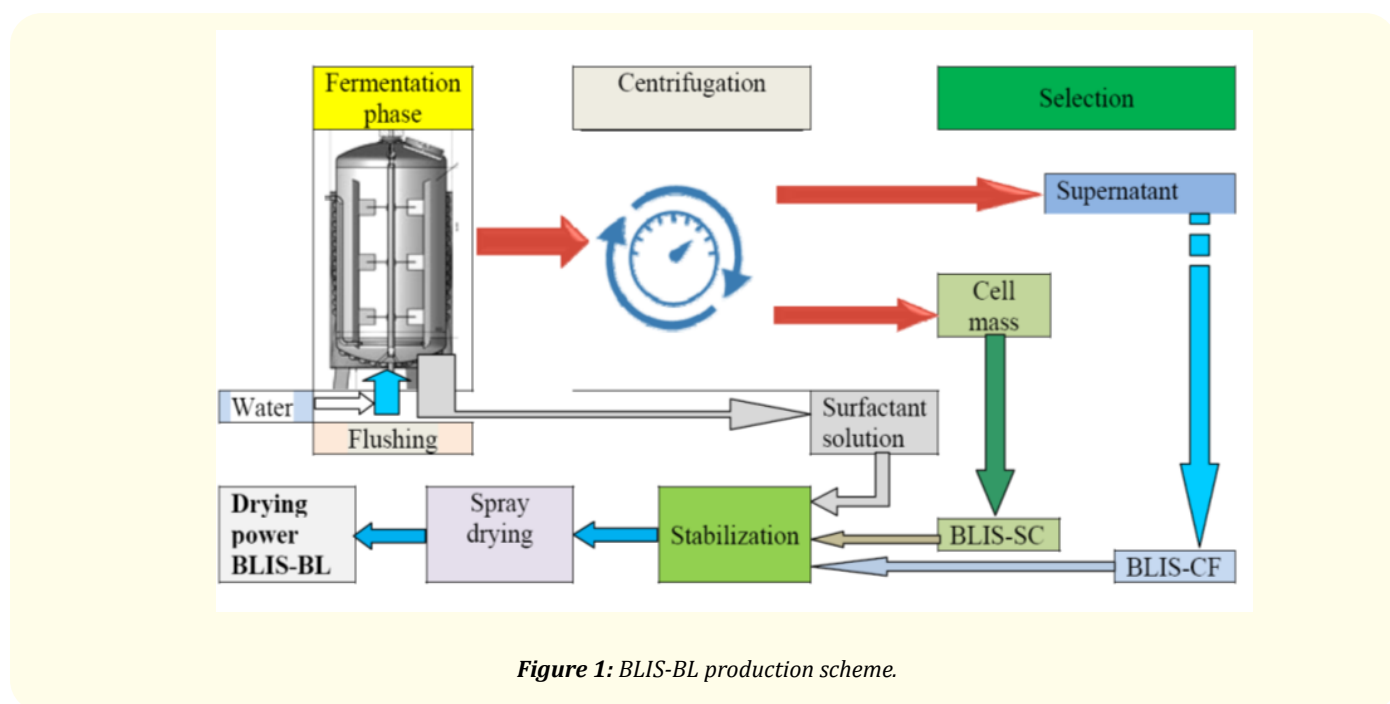 Fermentation
phase
Centrifugation
Selection
Supernatant
Cell
mass
Water
Flushing
Surfactant
solution
Drying
power
BLIS-BL
Spray
drying
Stabilization
BLIS-SC
BLIS-CF
Figure 1: BLIS-BL production scheme.